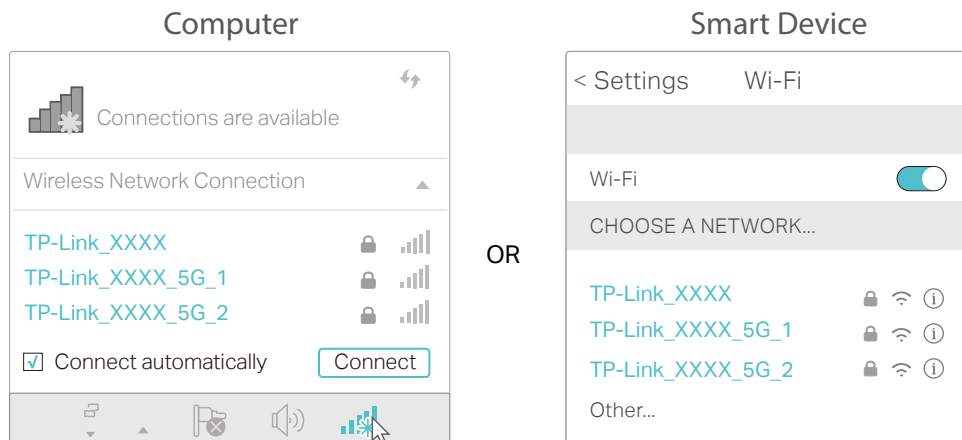 Computer
Connections are available
Wireless Network Connection
TP-Link_XXXX
TP-Link_XXXX_5G_1
TP-Link_XXXX_5G_2
Connect automatically
Connect
OR
Smart Device
< Settings Wi-Fi
Wi-Fi
CHOOSE A NETWORK...
TP-Link_XXXX
TP-Link_XXXX_5G_1
TP-Link_XXXX_5G_2
Other...